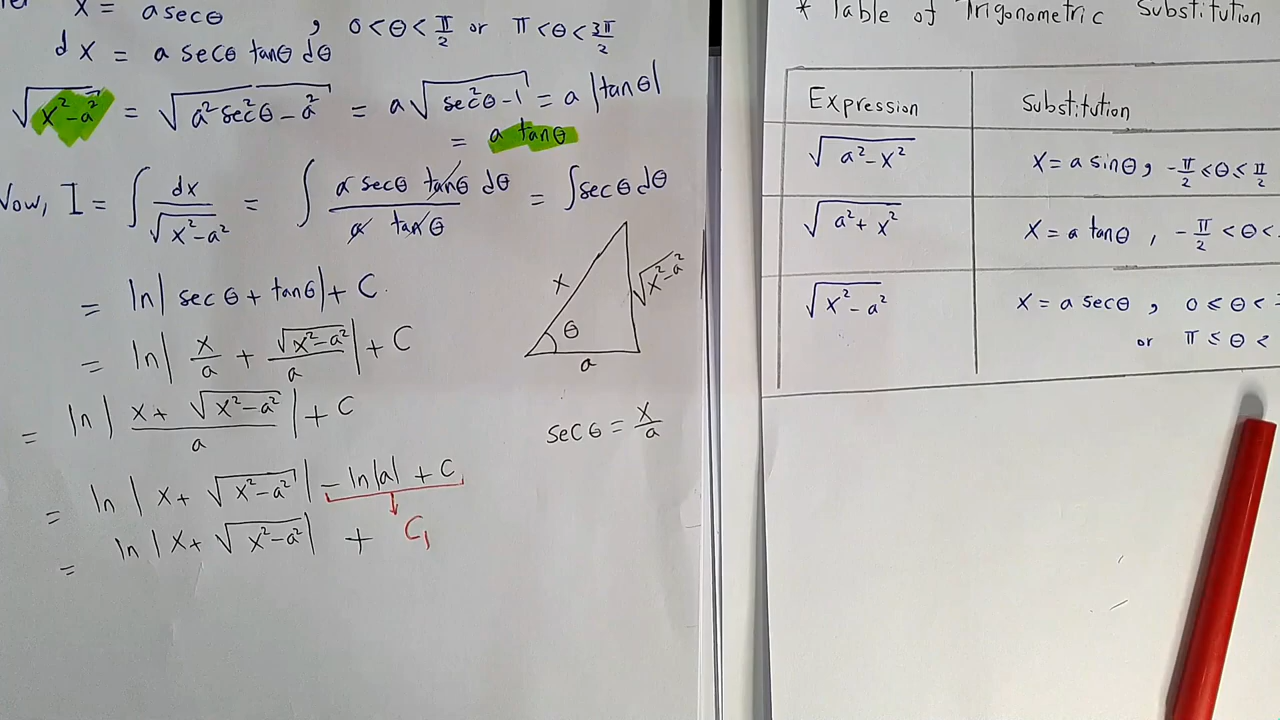 x = a secθ , 0 < θ < π/2 or π < θ < 3π/2
dx = a secθ tanθ dθ
√(x² - a²) = √(a² sec²θ - a²) = a √(sec²θ - 1) = a |tanθ|
= a tanθ
Now, I = ∫ dx/√(x² - a²) = ∫ a secθ tanθ dθ / a tanθ = ∫ secθ dθ
= ln| secθ + tanθ | + C
= ln| x/a + √(x² - a²)/a | + C
= ln| (x + √(x² - a²))/a | + C
= ln| x + √(x² - a²) | - ln|a| + C
= ln| x + √(x² - a²) | + C₁
x
√(x² - a²)
θ
a
secθ = x/a
* Table of Trigonometric Substitution
Expression Substitution
√(a² - x²) x = a sinθ, -π/2 ≤ θ ≤ π/2
√(a² + x²) x = a tanθ , -π/2 < θ <
√(x² - a²) x = a secθ , 0 ≤ θ <
or π ≤ θ <